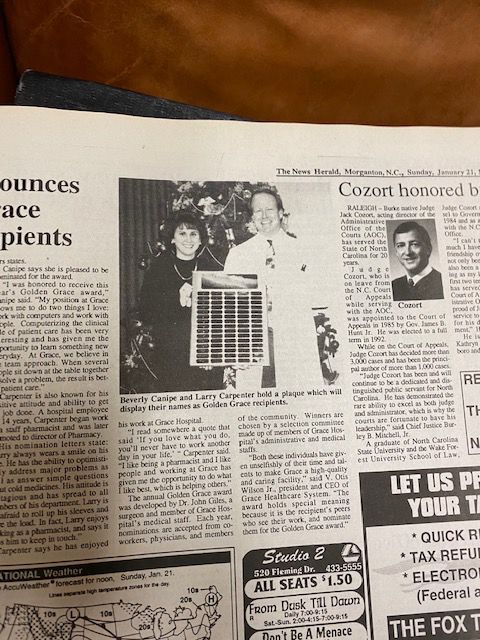 The News Herald, Morganton, N.C., Sunday, January 21,
ounces
race
pients
rs states.
Canipe says she is pleased to be
ominated for the award.
"I was honored to receive this
ar's Golden Grace award,"
nipe said. "My position at Grace
ows me to do two things I love:
ork with computers and work with
ople. Computerizing the clinical
le of patient care has been very
eresting and has given me the
portunity to learn something new
eryday. At Grace, we believe in
team approach. When several
ople sit down at the table together
solve a problem, the result is bet-
patient care."
Carpenter is also known for his
sitive attitude and ability to get
job done. A hospital employee
14 years, Carpenter began work
a staff pharmacist and was later
moted to director of Pharmacy.
His nomination letters state:
ry always wears a smile on his
e. He has the ability to optimisti-
ly address major problems as
l as answer simple questions
ut medicines. His attitude is
tagious and has spread to all
mbers of his department. Larry is
afraid to roll up his sleeves and
e the load. In fact, Larry enjoys
king as a pharmacist, and says it
s him to keep in touch."
Carpenter says he has enjoyed
Beverly Canipe and Larry Carpenter hold a plaque which will
display their names as Golden Grace recipients.
his work at Grace Hospital.
"I read somewhere a quote that
said 'If you love what you do,
you'll never have to work another
day in your life,' " Carpenter said.
"I like being a pharmacist and I like
people and working at Grace has
given me the opportunity to do what
I like best, which is helping others."
The annual Golden Grace award
was developed by Dr. John Giles, a
surgeon and member of Grace Hos-
pital's medical staff. Each year,
nominations are accepted from co-
workers, physicians and members
of the community. Winners are
chosen by a selection committee
made up of members of Grace Hos-
pital's administrative and medical
staffs.
"Both these individuals have giv-
en unselfishly of their time and tal-
ents to make Grace a high-quality
and caring facility," said V. Otis
Wilson Jr., president and CEO of
Grace Healthcare System. "The
award holds special meaning
because it is the recipient's peers
who see their work, and nominate
them for the Golden Grace award."
Cozort honored b
RALEIGH – Burke native Judge
Jack Cozort, acting director of the
Administrative
Office of the
Courts (AOC),
has served the
State of North
Carolina for 20
years.
Judge
Cozort, who is
on leave from
the N.C. Court
of Appeals
while serving
with the AOC,
Cozort
was appointed to the Court of
Appeals in 1985 by Gov. James B.
Hunt Jr. He was elected to a full
term in 1992.
While on the Court of Appeals,
Judge Cozort has decided more than
3,000 cases and has been the princi-
pal author of more than 1,000 cases.
"Judge Cozort has been and will
continue to be a dedicated and dis-
tinguished public servant for North
Carolina. He has demonstrated the
rare ability to excel as both judge
and administrator, which is why the
courts are fortunate to have his
leadership," said Chief Justice Bur-
ley B. Mitchell, Jr.
A graduate of North Carolina
State University and the Wake For-
est University School of Law,
Judge Cozort
sel to Govern
1984 and as a
with the N.C
Office.
"I can't
much I have
friendship o
not only bee
also been a
ing as my l
first two ter
served the
Court of A
istrative O
proud of J
service to
for his d
ment," H
He is
Kathryn
boro and
NATIONAL Weather
AccuWeather forecast for noon, Sunday, Jan. 21.
Lines separate high temperature zones for the day.
10s
20s
10s
L
H
Studio 2
520 Fleming Dr. 433-5555
ALL SEATS $1.50
From Dusk Till Dawn
Daily 7:00-9:15
Sat.-Sun. 2:00-4:15-7:00-9:15
Don't Be A Menace
RE
N
LET US PR
YOUR TA
* QUICK R
* TAX REFU
* ELECTRO
(Federal a
THE FOX T